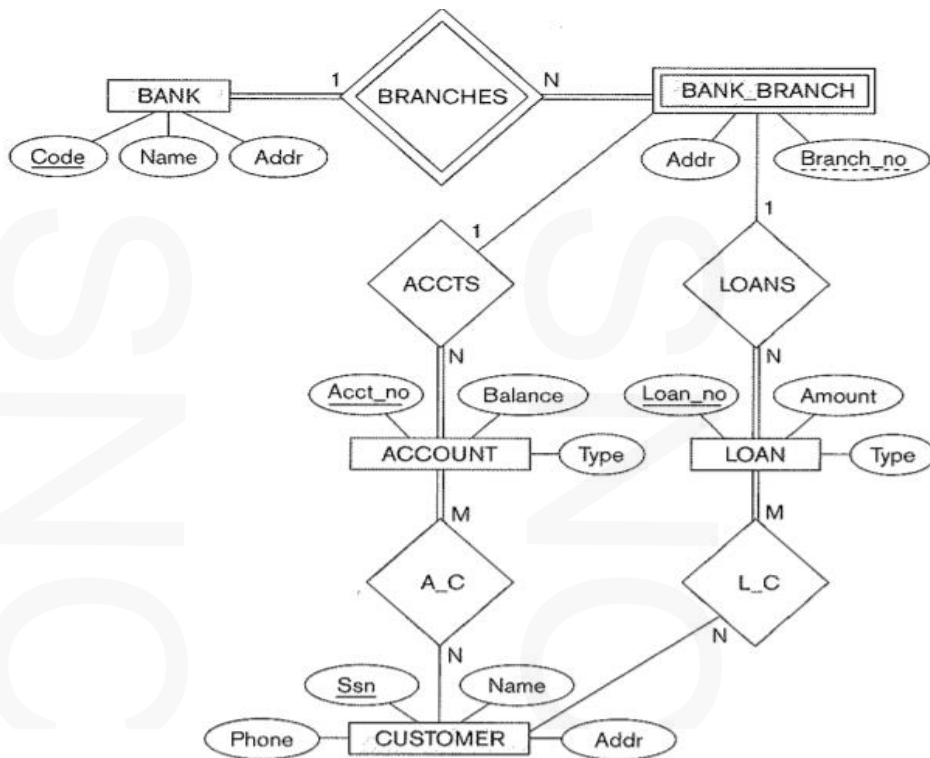 1
N
BANK
BRANCHES
BANK_BRANCH
Code
Name
Addr
Addr
Branch_no
1
1
ACCTS
LOANS
N
N
Acct_no
Balance
Loan_no
Amount
ACCOUNT
Type
LOAN
Type
M
M
A_C
L_C
N
N
Ssn
Name
Phone
CUSTOMER
Addr